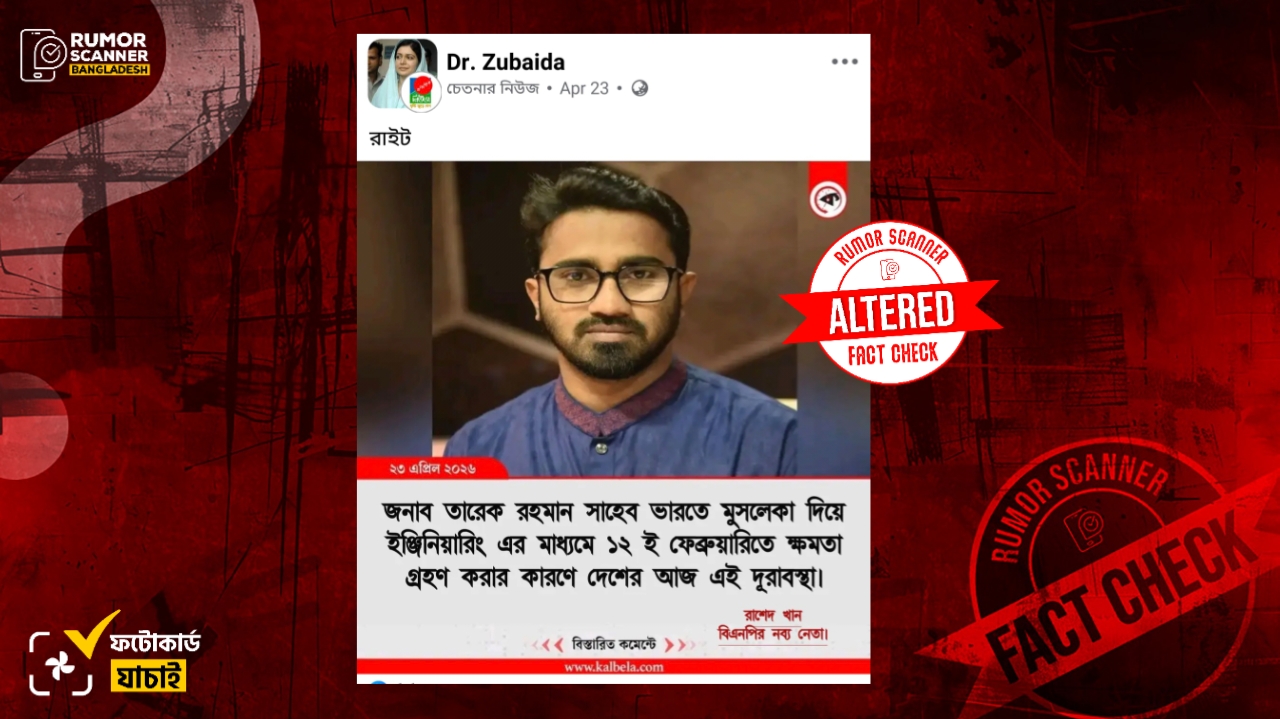 RUMOR
SCANNER
BANGLADESH
Dr. Zubaida
চেতনার নিউজ • Apr 23 •
রাইট
RUMOR SCANNER
ALTERED
FACT CHECK
২৩ এপ্রিল ২০২৬
জনাব তারেক রহমান সাহেব ভারতে মুসলেকা দিয়ে
ইঞ্জিনিয়ারিং এর মাধ্যমে ১২ ই ফেব্রুয়ারিতে ক্ষমতা
গ্রহণ করার কারণে দেশের আজ এই দূরাবস্থা।
রাশেদ খান
বিএনপির নব্য নেতা।
বিস্তারিত কমেন্টে
www.kalbela.com
RUMOR SCANNER
FACT CHECK
ফটোকার্ড
যাচাই